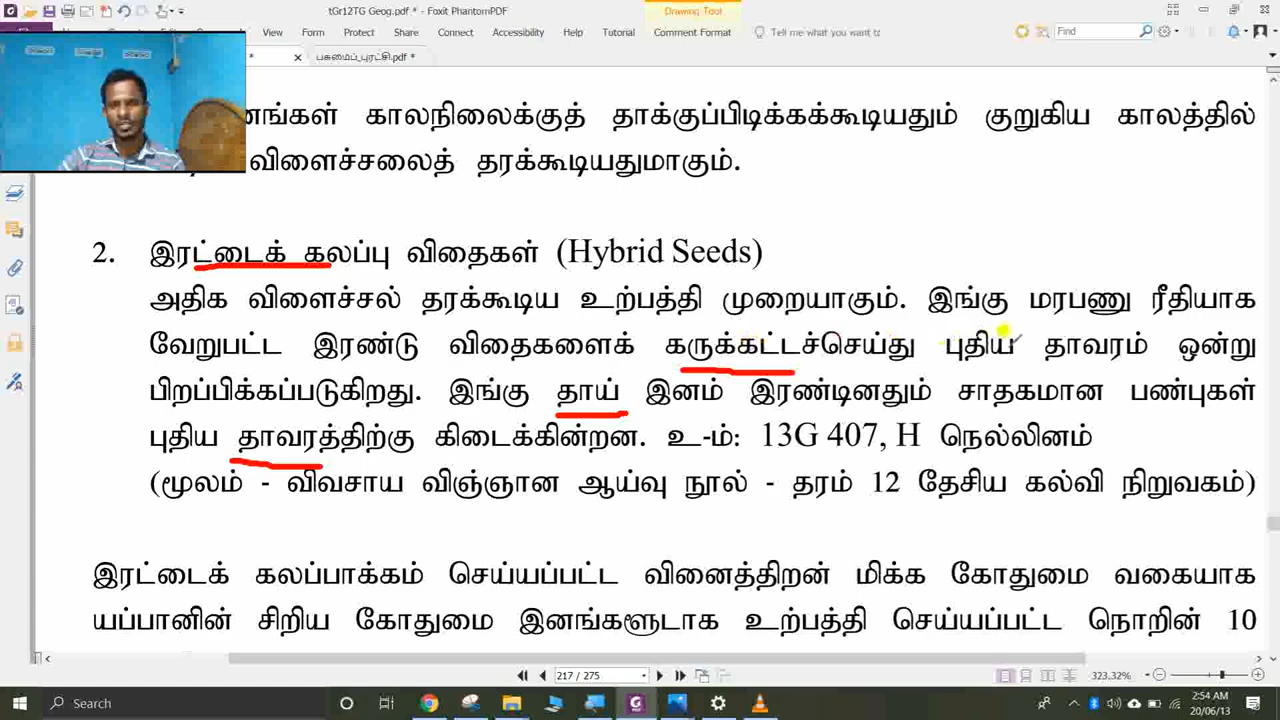 tGr12TG Geog.pdf * - Foxit PhantomPDF
Drawing Tool
View Form Protect Share Connect Accessibility Help Tutorial Comment Format Tell me what you want to Find
பசுமைப்_புரட்சி.pdf *
னங்கள் காலநிலைக்குத் தாக்குப்பிடிக்கக்கூடியதும் குறுகிய காலத்தில்
விளைச்சலைத் தரக்கூடியதுமாகும்.
2. இரட்டைக் கலப்பு விதைகள் (Hybrid Seeds)
அதிக விளைச்சல் தரக்கூடிய உற்பத்தி முறையாகும். இங்கு மரபணு ரீதியாக
வேறுபட்ட இரண்டு விதைகளைக் கருக்கட்டச்செய்து புதிய தாவரம் ஒன்று
பிறப்பிக்கப்படுகிறது. இங்கு தாய் இனம் இரண்டினதும் சாதகமான பண்புகள்
புதிய தாவரத்திற்கு கிடைக்கின்றன. உ-ம்: 13G 407, H நெல்லினம்
(மூலம் - விவசாய விஞ்ஞான ஆய்வு நூல் - தரம் 12 தேசிய கல்வி நிறுவகம்)
இரட்டைக் கலப்பாக்கம் செய்யப்பட்ட வினைத்திறன் மிக்க கோதுமை வகையாக
யப்பானின் சிறிய கோதுமை இனங்களூடாக உற்பத்தி செய்யப்பட்ட நொறின் 10
217 / 275 323.32%
Search 2:54 AM
20/06/13